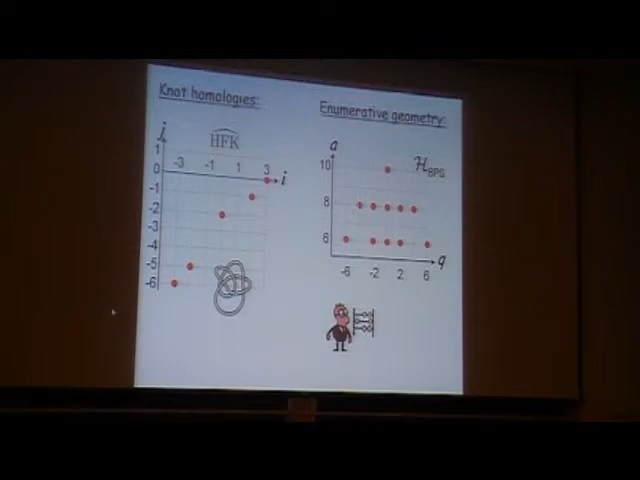 Knot homologies:
j
HFK
1
-3 -1 1 3 i
0
-1
-2
-3
-4
-5
-6
Enumerative geometry:
a
10
H BPS
8
6
-6 -2 2 6 q